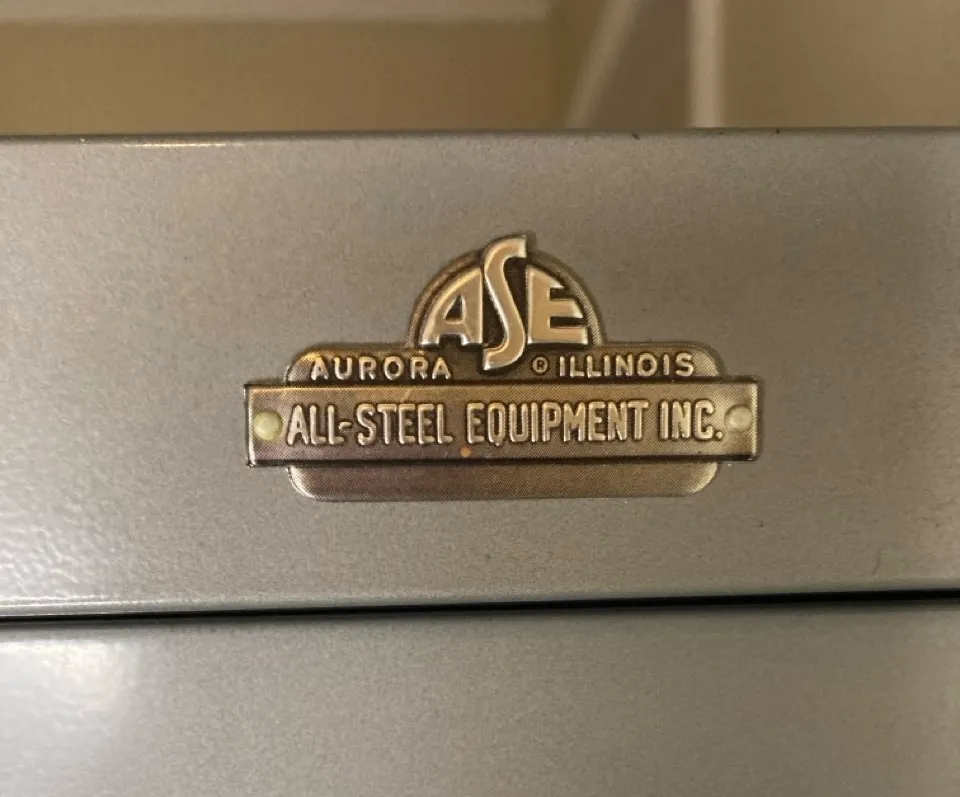 ASE
AURORA ® ILLINOIS
ALL-STEEL EQUIPMENT INC.